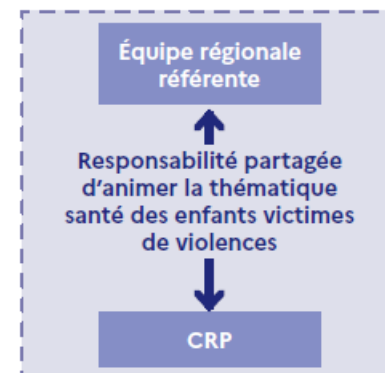 Équipe régionale
référente
Responsabilité partagée
d'animer la thématique
santé des enfants victimes
de violences
CRP